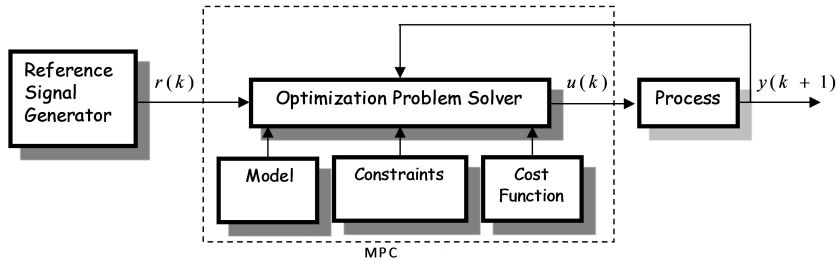 Reference
Signal
Generator
r(k)
Optimization Problem Solver
u(k)
Process
y(k + 1)
Model
Constraints
Cost
Function
MPC